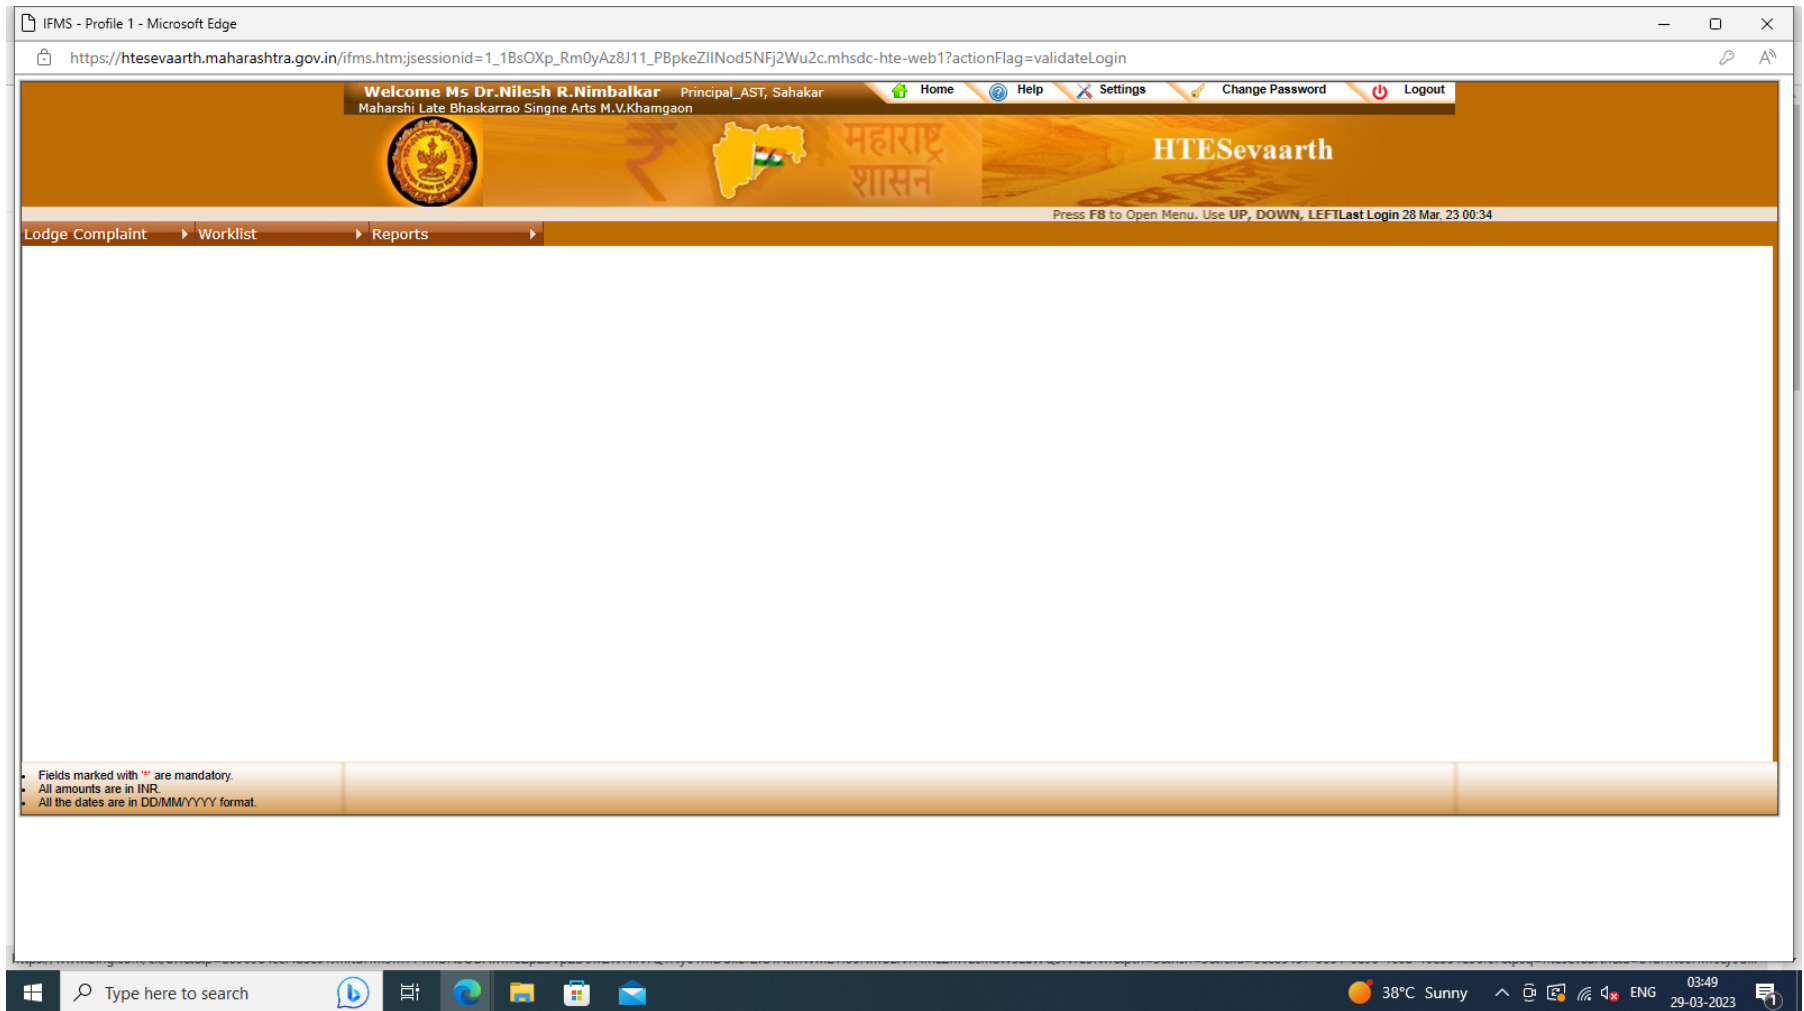 IFMS - Profile 1 - Microsoft Edge
https://htesevaarth.maharashtra.gov.in/ifms.htm;jsessionid=1_1BsOXp_Rm0yAz8J11_PBpkeZIINod5NFj2Wu2c.mhsdc-hte-web1?actionFlag=validateLogin
Welcome Ms Dr.Nilesh R.Nimbalkar Principal_AST, Sahakar
Maharshi Late Bhaskarrao Singne Arts M.V.Khamgaon
Home Help Settings Change Password Logout
महाराष्ट्र
शासन
HTESevaarth
Press F8 to Open Menu. Use UP, DOWN, LEFT Last Login 28 Mar, 23 00:34
Lodge Complaint Worklist Reports
Fields marked with '*' are mandatory.
All amounts are in INR.
All the dates are in DD/MM/YYYY format.
Type here to search
38°C Sunny ENG
03:49
29-03-2023
1